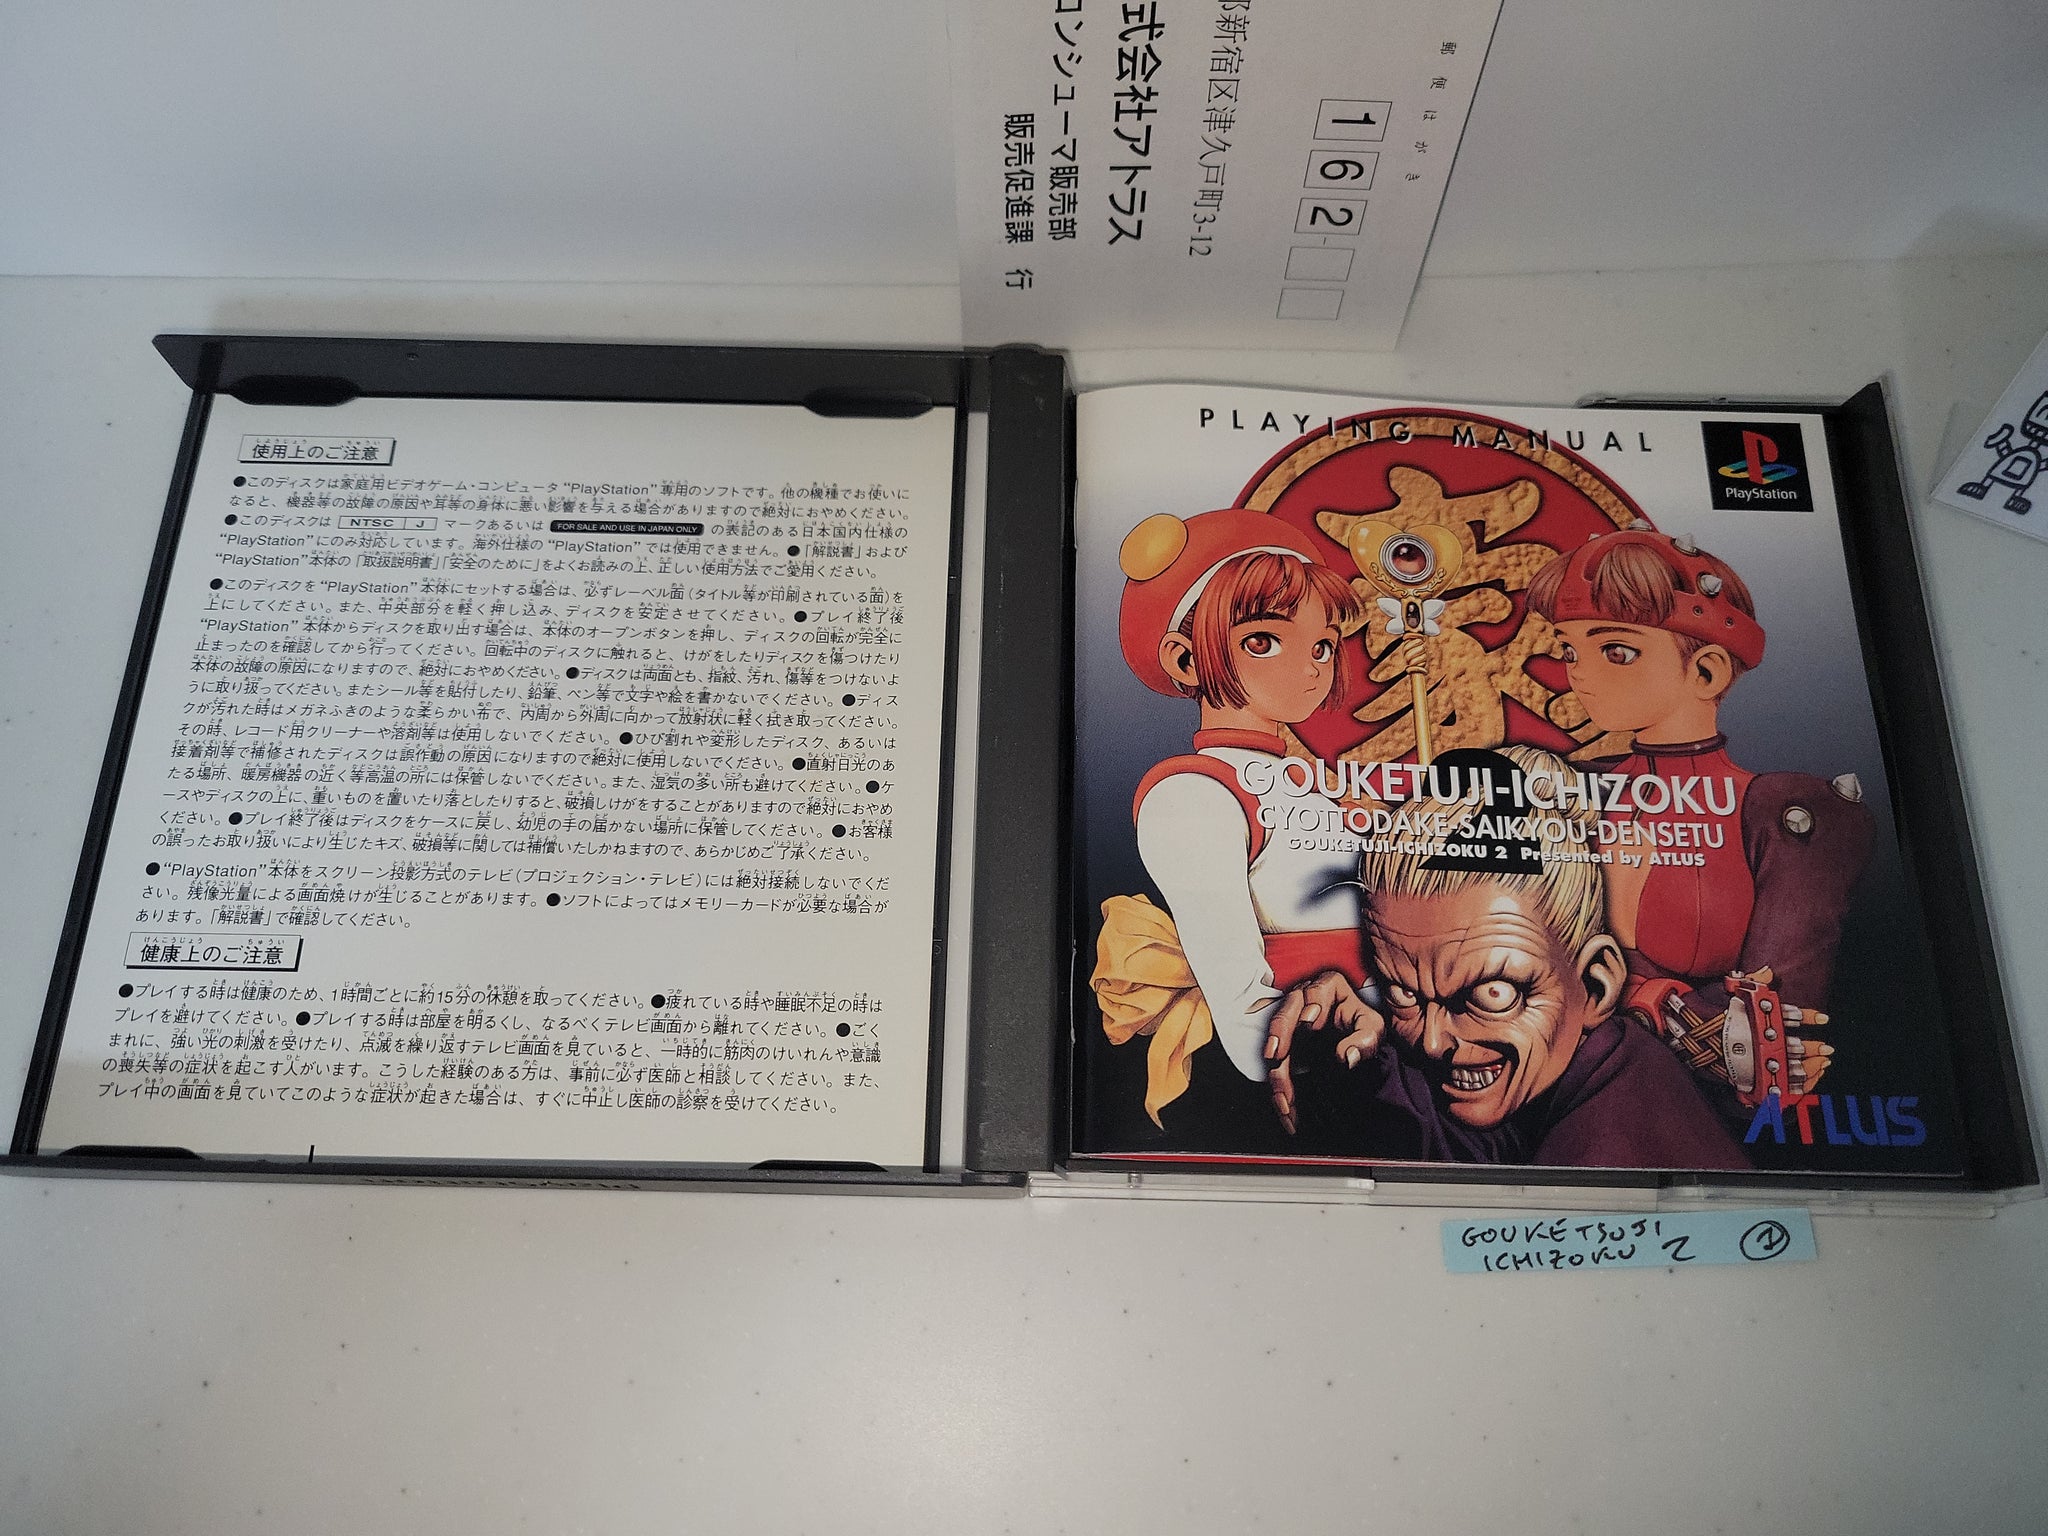 郵便はがき
162-
都新宿区津久戸町3-12
式会社アトラス
コンシューマ販売部
販売促進課 行
使用上のご注意
●このディスクは家庭用ビデオゲーム・コンピュータ“PlayStation”専用のソフトです。他の機種でお使いに
なると、機器等の故障の原因や耳等の身体に悪い影響を与える場合がありますので絶対におやめください。
●このディスクは NTSC J マークあるいは FOR SALE AND USE IN JAPAN ONLY の表記のある日本国内仕様の
“PlayStation”にのみ対応しています。海外仕様の“PlayStation”では使用できません。●「解説書」および
“PlayStation”本体の「取扱説明書」「安全のために」をよくお読みの上、正しい使用方法でご愛用ください。
●このディスクを“PlayStation”本体にセットする場合は、必ずレーベル面(タイトル等が印刷されている面)を
上にしてください。また、中央部分を軽く押し込み、ディスクを安定させてください。●プレイ終了後
“PlayStation”本体からディスクを取り出す場合は、本体のオープンボタンを押し、ディスクの回転が完全に
止まったのを確認してから行ってください。回転中のディスクに触れると、けがをしたりディスクを傷つけたり
本体の故障の原因になりますので、絶対におやめください。●ディスクは両面とも、指紋、汚れ、傷等をつけないよ
うに取り扱ってください。またシール等を貼付したり、鉛筆、ペン等で文字や絵を書かないでください。●ディス
クが汚れた時はメガネふきのような柔らかい布で、内周から外周に向かって放射状に軽く拭き取ってください。
その時、レコード用クリーナーや溶剤等は使用しないでください。●ひび割れや変形したディスク、あるいは
接着剤等で補修されたディスクは誤作動の原因になりますので絶対に使用しないでください。●直射日光のあ
たる場所、暖房機器の近く等高温の所には保管しないでください。また、湿気の多い所も避けてください。●ケ
ースやディスクの上に、重いものを置いたり落としたりすると、破損しけがをすることがありますので絶対におやめ
ください。●プレイ終了後はディスクをケースに戻し、幼児の手の届かない場所に保管してください。●お客様
の誤ったお取り扱いにより生じたキズ、破損等に関しては補償いたしかねますので、あらかじめご了承ください。
●“PlayStation”本体をスクリーン投影方式のテレビ(プロジェクション・テレビ)には絶対接続しないでくだ
さい。残像光量による画面焼けが生じることがあります。●ソフトによってはメモリーカードが必要な場合が
あります。「解説書」で確認してください。
健康上のご注意
●プレイする時は健康のため、1時間ごとに約15分の休憩を取ってください。●疲れている時や睡眠不足の時は
プレイを避けてください。●プレイする時は部屋を明るくし、なるべくテレビ画面から離れてください。●ごく
まれに、強い光の刺激を受けたり、点滅を繰り返すテレビ画面を見ていると、一時的に筋肉のけいれんや意識
の喪失等の症状を起こす人がいます。こうした経験のある方は、事前に必ず医師と相談してください。また、
プレイ中の画面を見ていてこのような症状が起きた場合は、すぐに中止し医師の診察を受けてください。
PLAYING MANUAL
PlayStation
豪
2
GOUKETUJI-ICHIZOKU
CYOTTODAKE-SAIKYOU-DENSETU
GOUKETUJI-ICHIZOKU 2 Presented by ATLUS
ATLUS
GOUKETSUJI
ICHIZOKU 2 ①